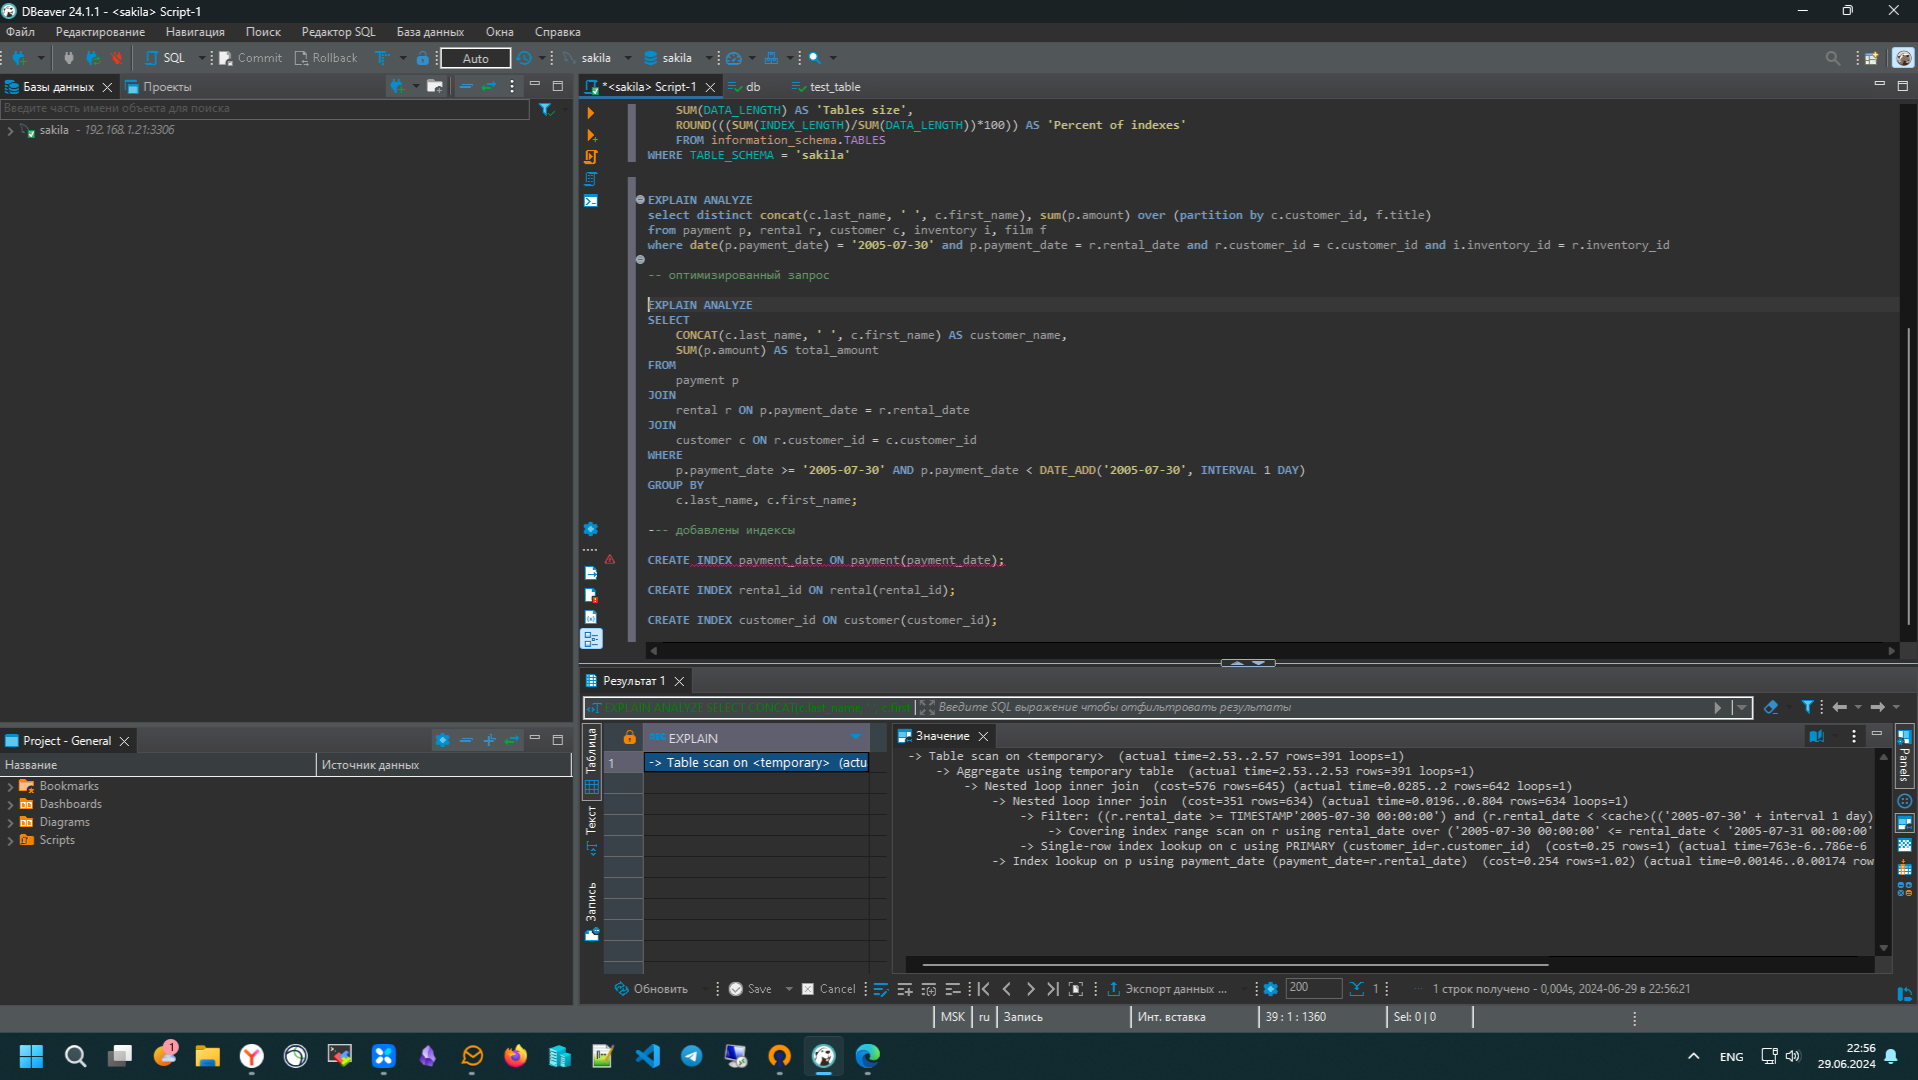 DBeaver 24.1.1 - <sakila> Script-1
Файл Редактирование Навигация Поиск Редактор SQL База данных Окна Справка
SQL Commit Rollback Auto sakila sakila
Базы данных Проекты
Введите часть имени объекта для поиска
sakila - 192.168.1.21:3306
*<sakila> Script-1 db test_table
SUM(DATA_LENGTH) AS 'Tables size',
ROUND(((SUM(INDEX_LENGTH)/SUM(DATA_LENGTH))*100)) AS 'Percent of indexes'
FROM information_schema.TABLES
WHERE TABLE_SCHEMA = 'sakila'
EXPLAIN ANALYZE
select distinct concat(c.last_name, ' ', c.first_name), sum(p.amount) over (partition by c.customer_id, f.title)
from payment p, rental r, customer c, inventory i, film f
where date(p.payment_date) = '2005-07-30' and p.payment_date = r.rental_date and r.customer_id = c.customer_id and i.inventory_id = r.inventory_id
-- оптимизированный запрос
EXPLAIN ANALYZE
SELECT
CONCAT(c.last_name, ' ', c.first_name) AS customer_name,
SUM(p.amount) AS total_amount
FROM
payment p
JOIN
rental r ON p.payment_date = r.rental_date
JOIN
customer c ON r.customer_id = c.customer_id
WHERE
p.payment_date >= '2005-07-30' AND p.payment_date < DATE_ADD('2005-07-30', INTERVAL 1 DAY)
GROUP BY
c.last_name, c.first_name;
--- добавлены индексы
CREATE INDEX payment_date ON payment(payment_date);
CREATE INDEX rental_id ON rental(rental_id);
CREATE INDEX customer_id ON customer(customer_id);
Результат 1
EXPLAIN ANALYZE SELECT CONCAT(c.last_name, ' ', c.first Введите SQL выражение чтобы отфильтровать результаты
Таблица
Текст
Запись
EXPLAIN
1 -> Table scan on <temporary> (actu
Значение
-> Table scan on <temporary> (actual time=2.53..2.57 rows=391 loops=1)
-> Aggregate using temporary table (actual time=2.53..2.53 rows=391 loops=1)
-> Nested loop inner join (cost=576 rows=645) (actual time=0.0285..2 rows=642 loops=1)
-> Nested loop inner join (cost=351 rows=634) (actual time=0.0196..0.804 rows=634 loops=1)
-> Filter: ((r.rental_date >= TIMESTAMP'2005-07-30 00:00:00') and (r.rental_date < <cache>(('2005-07-30' + interval 1 day)
-> Covering index range scan on r using rental_date over ('2005-07-30 00:00:00' <= rental_date < '2005-07-31 00:00:00'
-> Single-row index lookup on c using PRIMARY (customer_id=r.customer_id) (cost=0.25 rows=1) (actual time=763e-6..786e-6
-> Index lookup on p using payment_date (payment_date=r.rental_date) (cost=0.254 rows=1.02) (actual time=0.00146..0.00174 row
Panels
Project - General
Название Источник данных
Bookmarks
Dashboards
Diagrams
Scripts
Обновить Save Cancel Экспорт данных ... 200 1 1 строк получено - 0,004s, 2024-06-29 в 22:56:21
MSK ru Запись Инт. вставка 39 : 1 : 1360 Sel: 0 | 0
1
ENG 22:56
29.06.2024